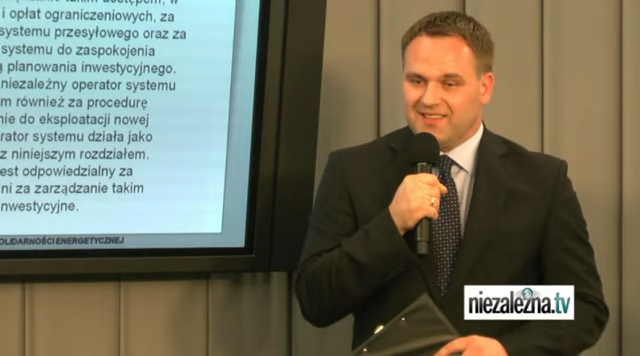 i opłat ograniczeniowych, za
systemu przesyłowego oraz za
systemu do zaspokojenia
planowania inwestycyjnego.
niezależny operator systemu
m również za procedurę
nie do eksploatacji nowej
rator systemu działa jako
z niniejszym rozdziałem.
est odpowiedzialny za
ni za zarządzanie takim
nwestycyjne.
OLIDARNOŚCI ENERGETYCZNEJ
niezależna.tv